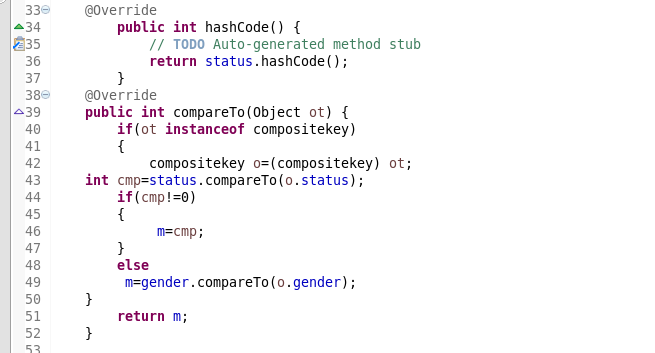 33 @Override
34 public int hashCode() {
35 // TODO Auto-generated method stub
36 return status.hashCode();
37 }
38 @Override
39 public int compareTo(Object ot) {
40 if(ot instanceof compositekey)
41 {
42 compositekey o=(compositekey) ot;
43 int cmp=status.compareTo(o.status);
44 if(cmp!=0)
45 {
46 m=cmp;
47 }
48 else
49 m=gender.compareTo(o.gender);
50 }
51 return m;
52 }
53